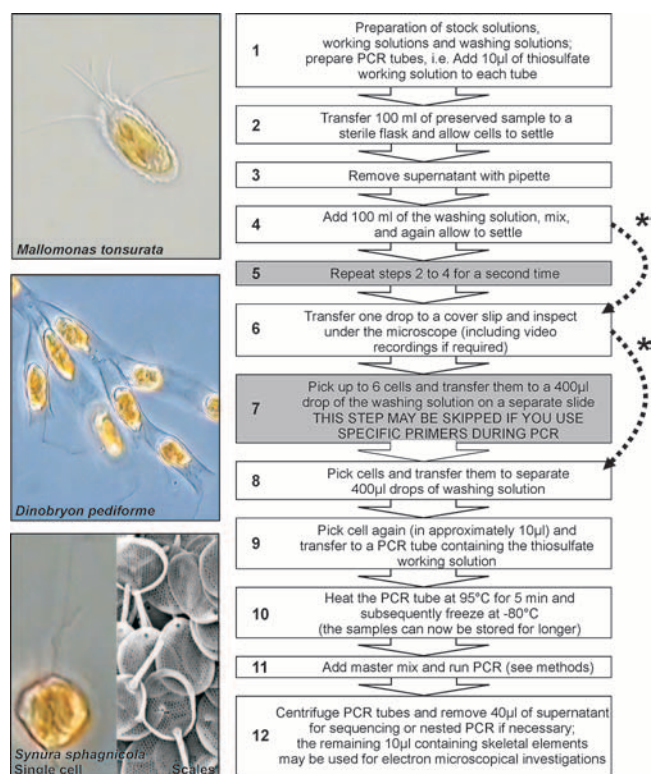 Mallomonas tonsurata
Dinobryon pediforme
Synura sphagnicola
Single cell
Scales
1
Preparation of stock solutions,
working solutions and washing solutions;
prepare PCR tubes, i.e. Add 10µl of thiosulfate
working solution to each tube
2
Transfer 100 ml of preserved sample to a
sterile flask and allow cells to settle
3
Remove supernatant with pipette
4
Add 100 ml of the washing solution, mix,
and again allow to settle
*
5
Repeat steps 2 to 4 for a second time
6
Transfer one drop to a cover slip and inspect
under the microscope (including video
recordings if required)
*
7
Pick up to 6 cells and transfer them to a 400µl
drop of the washing solution on a separate slide
THIS STEP MAY BE SKIPPED IF YOU USE
SPECIFIC PRIMERS DURING PCR
8
Pick cells and transfer them to separate
400µl drops of washing solution
9
Pick cell again (in approximately 10µl) and
transfer to a PCR tube containing the thiosulfate
working solution
10
Heat the PCR tube at 95°C for 5 min and
subsequently freeze at -80°C
(the samples can now be stored for longer)
11
Add master mix and run PCR (see methods)
12
Centrifuge PCR tubes and remove 40µl of supernatant
for sequencing or nested PCR if necessary;
the remaining 10µl containing skeletal elements
may be used for electron microscopical investigations